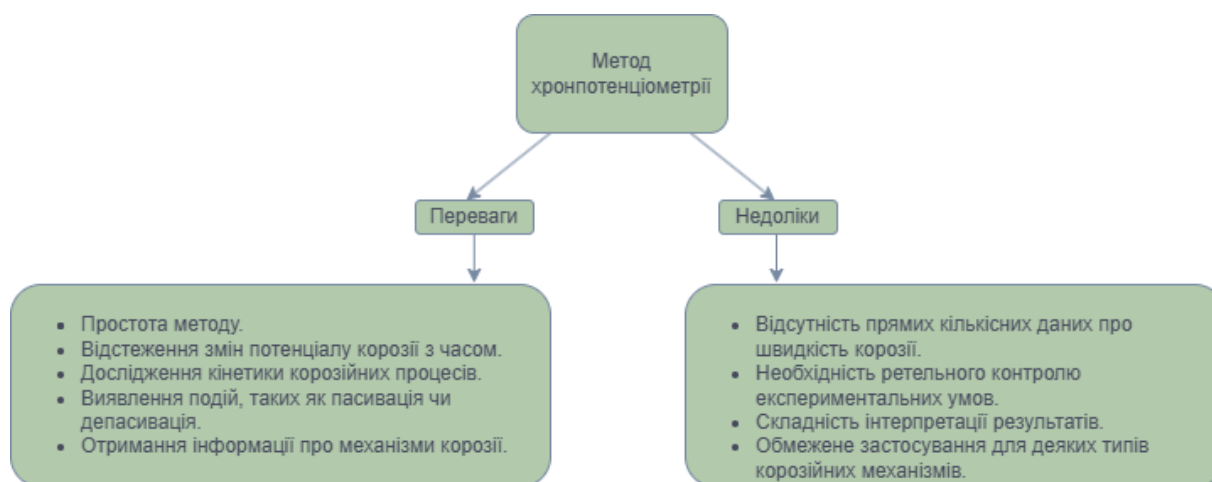 Метод
хронпотенціометрії
Переваги
Недоліки
• Простота методу.
• Відстеження змін потенціалу корозії з часом.
• Дослідження кінетики корозійних процесів.
• Виявлення подій, таких як пасивація чи
депасивація.
• Отримання інформації про механізми корозії.
• Відсутність прямих кількісних даних про
швидкість корозії.
• Необхідність ретельного контролю
експериментальних умов.
• Складність інтерпретації результатів.
• Обмежене застосування для деяких типів
корозійних механізмів.